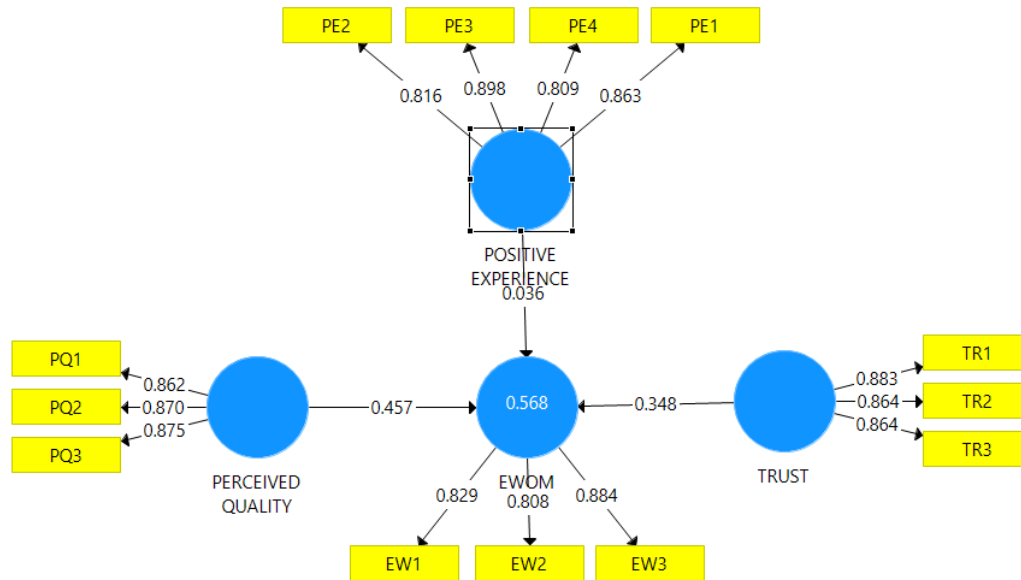 PE2
PE3
PE4
PE1
0.816
0.898
0.809
0.863
POSITIVE
EXPERIENCE
0.036
PQ1
PQ2
PQ3
0.862
0.870
0.875
PERCEIVED
QUALITY
0.457
0.568
EWOM
0.348
TRUST
0.883
0.864
0.864
TR1
TR2
TR3
0.829
0.808
0.884
EW1
EW2
EW3